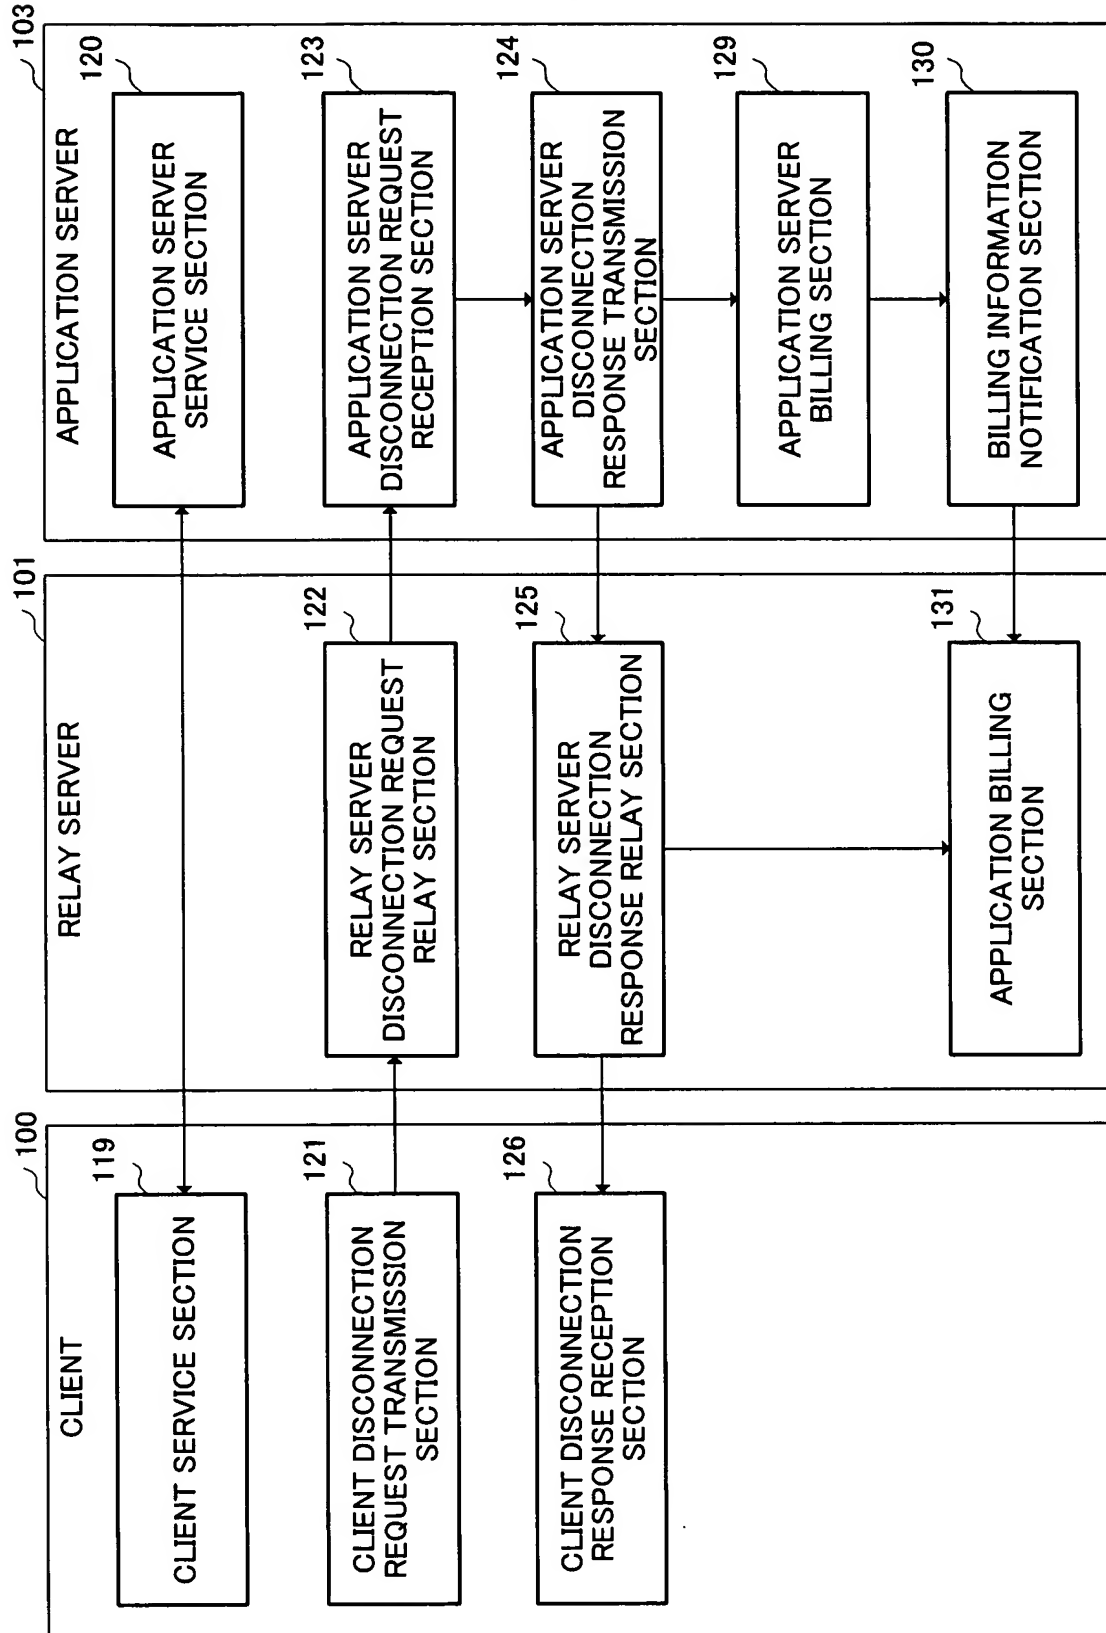 CLIENT
100
CLIENT SERVICE SECTION
119
CLIENT DISCONNECTION
REQUEST TRANSMISSION
SECTION
121
CLIENT DISCONNECTION
RESPONSE RECEPTION
SECTION
126
RELAY SERVER
101
RELAY SERVER
DISCONNECTION REQUEST
RELAY SECTION
122
RELAY SERVER
DISCONNECTION
RESPONSE RELAY SECTION
125
APPLICATION BILLING
SECTION
131
APPLICATION SERVER
103
APPLICATION SERVER
SERVICE SECTION
120
APPLICATION SERVER
DISCONNECTION REQUEST
RECEPTION SECTION
123
APPLICATION SERVER
DISCONNECTION
RESPONSE TRANSMISSION
SECTION
124
APPLICATION SERVER
BILLING SECTION
129
BILLING INFORMATION
NOTIFICATION SECTION
130